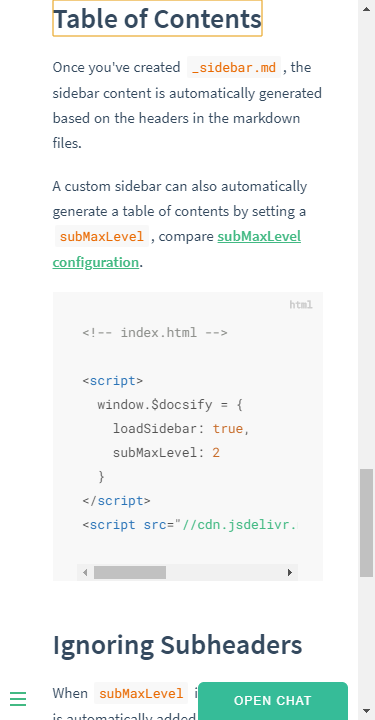 Table of Contents
Once you've created _sidebar.md , the
sidebar content is automatically generated
based on the headers in the markdown
files.
A custom sidebar can also automatically
generate a table of contents by setting a
subMaxLevel , compare subMaxLevel
configuration.
html
<!-- index.html -->
<script>
window.$docsify = {
loadSidebar: true,
subMaxLevel: 2
}
</script>
<script src="//cdn.jsdelivr.
Ignoring Subheaders
When subMaxLevel
OPEN CHAT
is automatically added